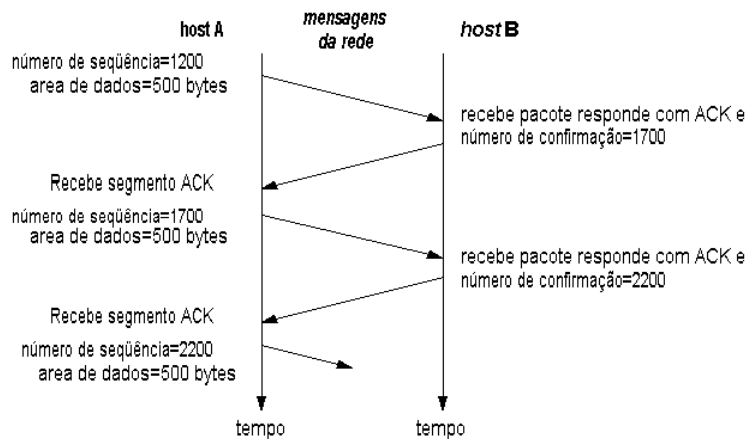 host A
mensagens
da rede
host B
número de seqüência=1200
area de dados=500 bytes
recebe pacote responde com ACK e
número de confirmação=1700
Recebe segmento ACK
número de seqüência=1700
area de dados=500 bytes
recebe pacote responde com ACK e
número de confirmação=2200
Recebe segmento ACK
número de seqüência=2200
area de dados=500 bytes
tempo
tempo